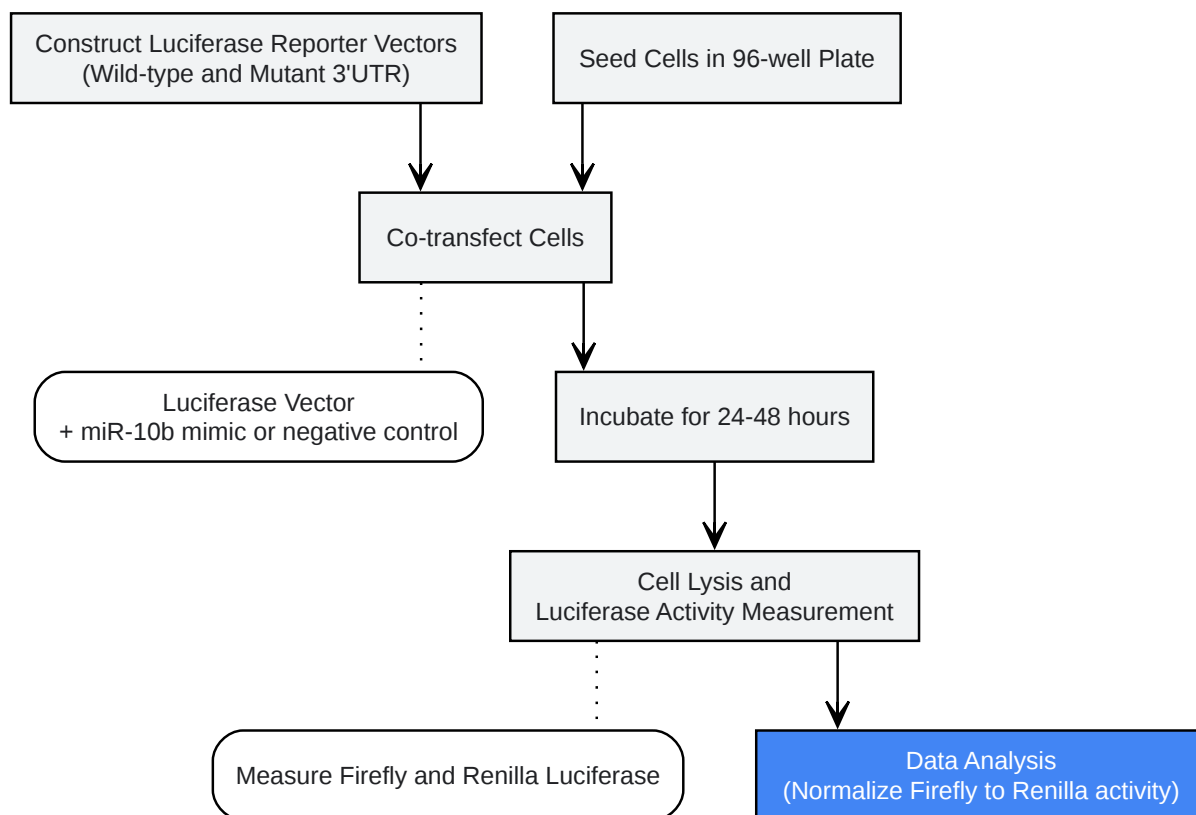 Construct Luciferase Reporter Vectors
(Wild-type and Mutant 3'UTR)
Seed Cells in 96-well Plate
Co-transfect Cells
Luciferase Vector
+ miR-10b mimic or negative control
Incubate for 24-48 hours
Cell Lysis and
Luciferase Activity Measurement
Measure Firefly and Renilla Luciferase
Data Analysis
(Normalize Firefly to Renilla activity)